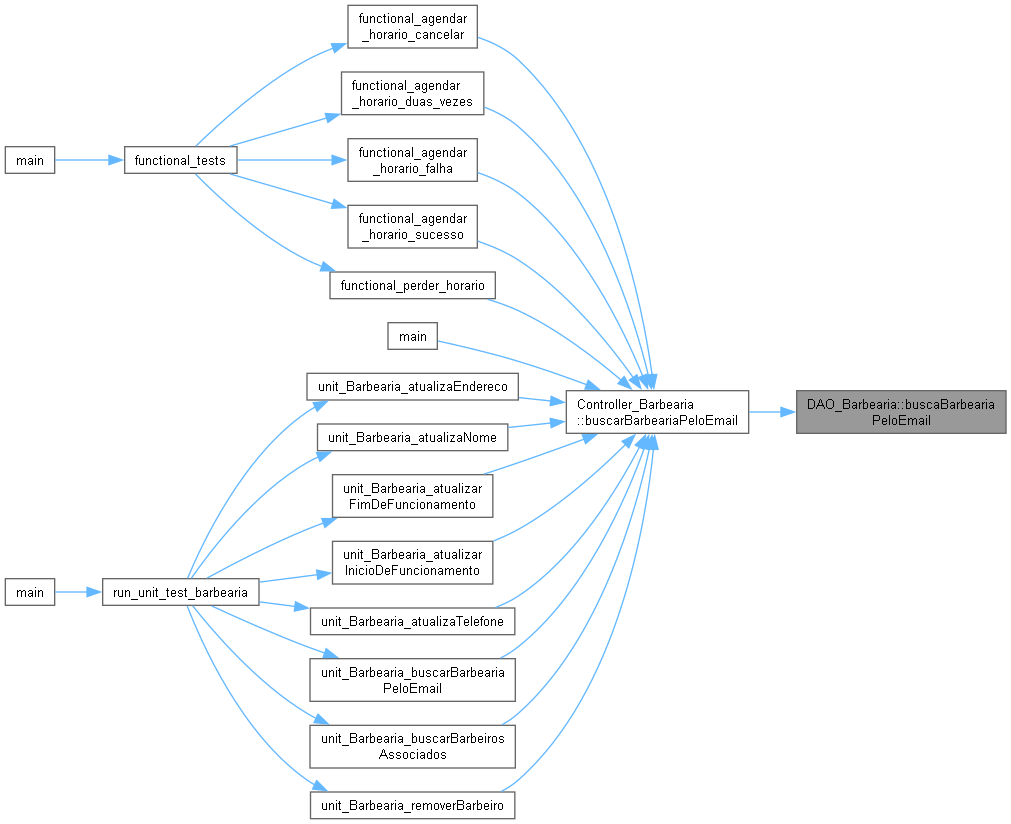 functional_agendar
_horario_cancelar
functional_agendar
_horario_duas_vezes
main
functional_tests
functional_agendar
_horario_falha
functional_agendar
_horario_sucesso
functional_perder_horario
main
unit_Barbearia_atualizaEndereco
Controller_Barbearia
::buscarBarbeariaPeloEmail
DAO_Barbearia::buscaBarbearia
PeloEmail
unit_Barbearia_atualizaNome
unit_Barbearia_atualizar
FimDeFuncionamento
unit_Barbearia_atualizar
InicioDeFuncionamento
main
run_unit_test_barbearia
unit_Barbearia_atualizaTelefone
unit_Barbearia_buscarBarbearia
PeloEmail
unit_Barbearia_buscarBarbeiros
Associados
unit_Barbearia_removerBarbeiro